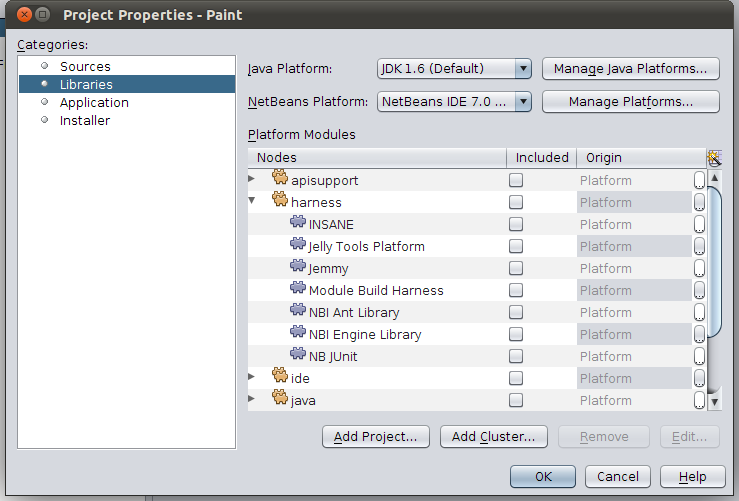 Project Properties - Paint
Categories:
Sources
Libraries
Application
Installer
Java Platform: JDK 1.6 (Default) Manage Java Platforms...
NetBeans Platform: NetBeans IDE 7.0 ... Manage Platforms...
Platform Modules
Nodes Included Origin
apisupport Platform
harness Platform
INSANE Platform
Jelly Tools Platform Platform
Jemmy Platform
Module Build Harness Platform
NBI Ant Library Platform
NBI Engine Library Platform
NB JUnit Platform
ide Platform
java Platform
Add Project... Add Cluster... Remove Edit...
OK Cancel Help